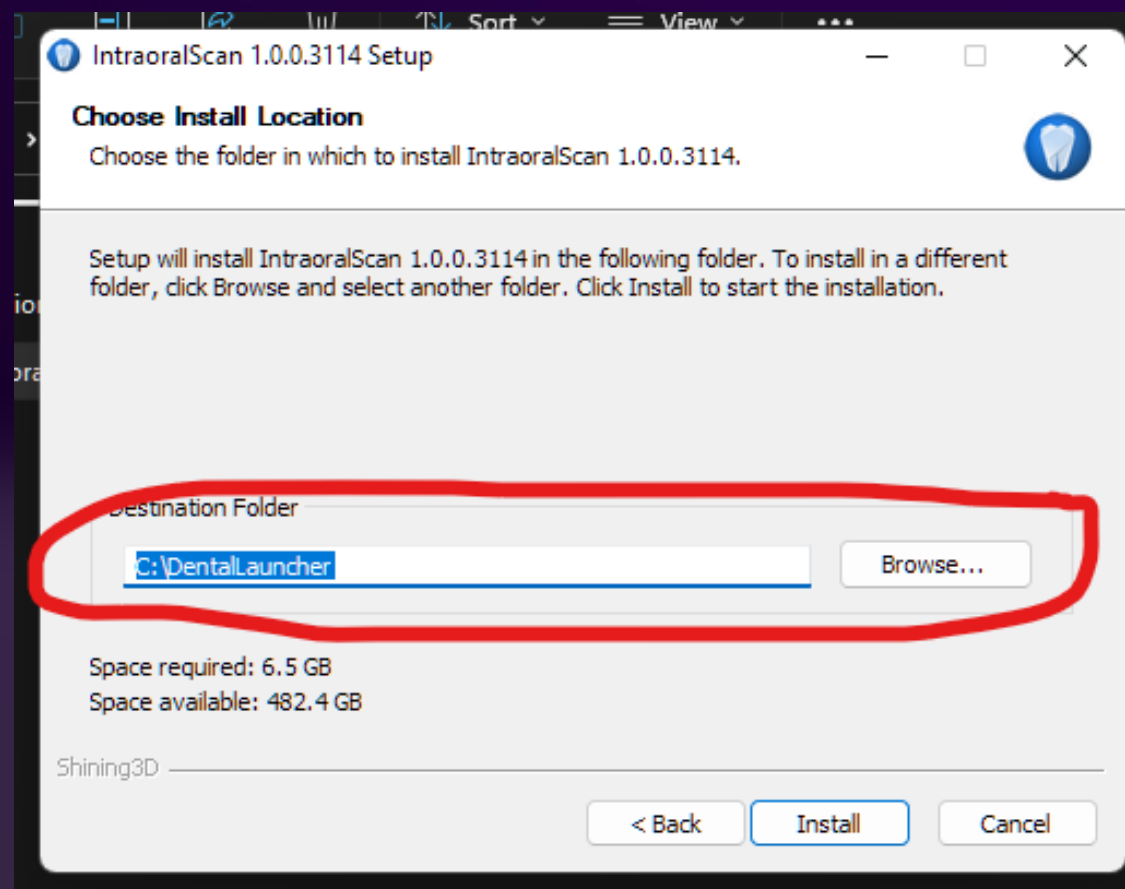 Sort
View
IntraoralScan 1.0.0.3114 Setup
Choose Install Location
Choose the folder in which to install IntraoralScan 1.0.0.3114.
Setup will install IntraoralScan 1.0.0.3114 in the following folder. To install in a different
folder, click Browse and select another folder. Click Install to start the installation.
Destination Folder
C:\DentalLauncher
Browse...
Space required: 6.5 GB
Space available: 482.4 GB
Shining3D
< Back
Install
Cancel